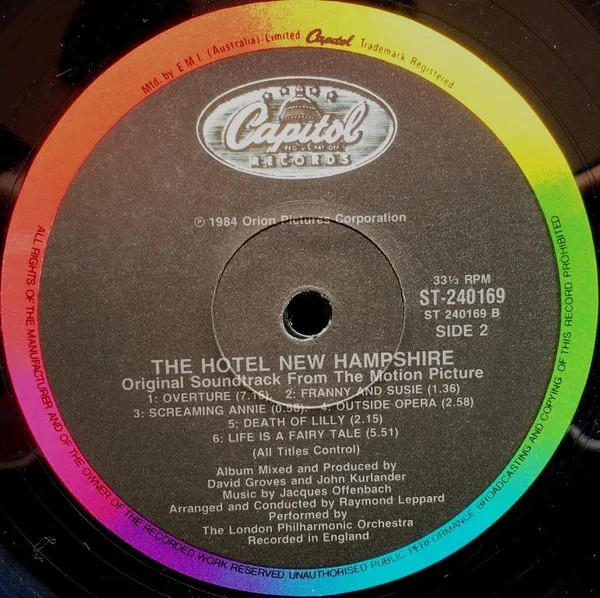 Mfd. by E M I (Australia) Limited Capitol Trademark Registered
Capitol
RECORDS
℗ 1984 Orion Pictures Corporation
33⅓ RPM
ST-240169
ST 240169 B
SIDE 2
THE HOTEL NEW HAMPSHIRE
Original Soundtrack From The Motion Picture
1: OVERTURE (7.16) 2: FRANNY AND SUSIE (1.36)
3: SCREAMING ANNIE (0.58) 4: OUTSIDE OPERA (2.58)
5: DEATH OF LILLY (2.15)
6: LIFE IS A FAIRY TALE (5.51)
(All Titles Control)
Album Mixed and Produced by
David Groves and John Kurlander
Music by Jacques Offenbach
Arranged and Conducted by Raymond Leppard
Performed by
The London Philharmonic Orchestra
Recorded in England
ALL RIGHTS OF THE MANUFACTURER AND OF THE OWNER OF THE RECORDED WORK RESERVED. UNAUTHORISED PUBLIC PERFORMANCE BROADCASTING AND COPYING OF THIS RECORD PROHIBITED